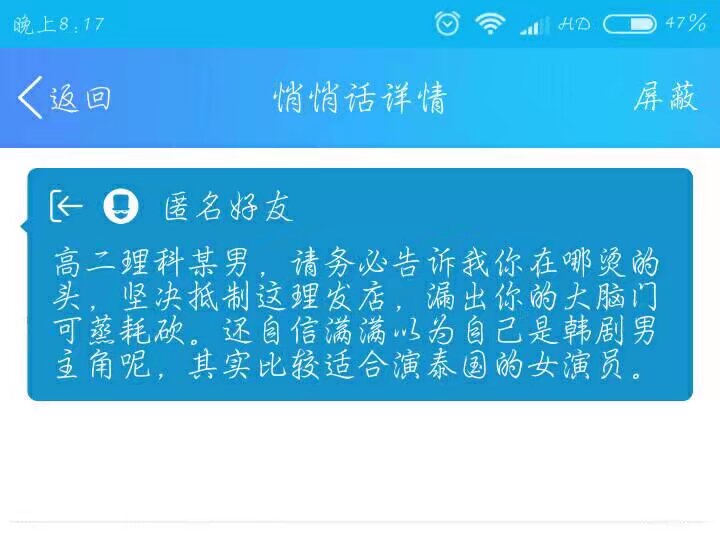 晚上8:17 HD 47%
返回 悄悄话详情 屏蔽
匿名好友
高二理科某男，请务必告诉我你在哪烫的
头，坚决抵制这理发店，漏出你的大脑门
可蒸耗砍。还自信满满以为自己是韩剧男
主角呢，其实比较适合演泰国的女演员。